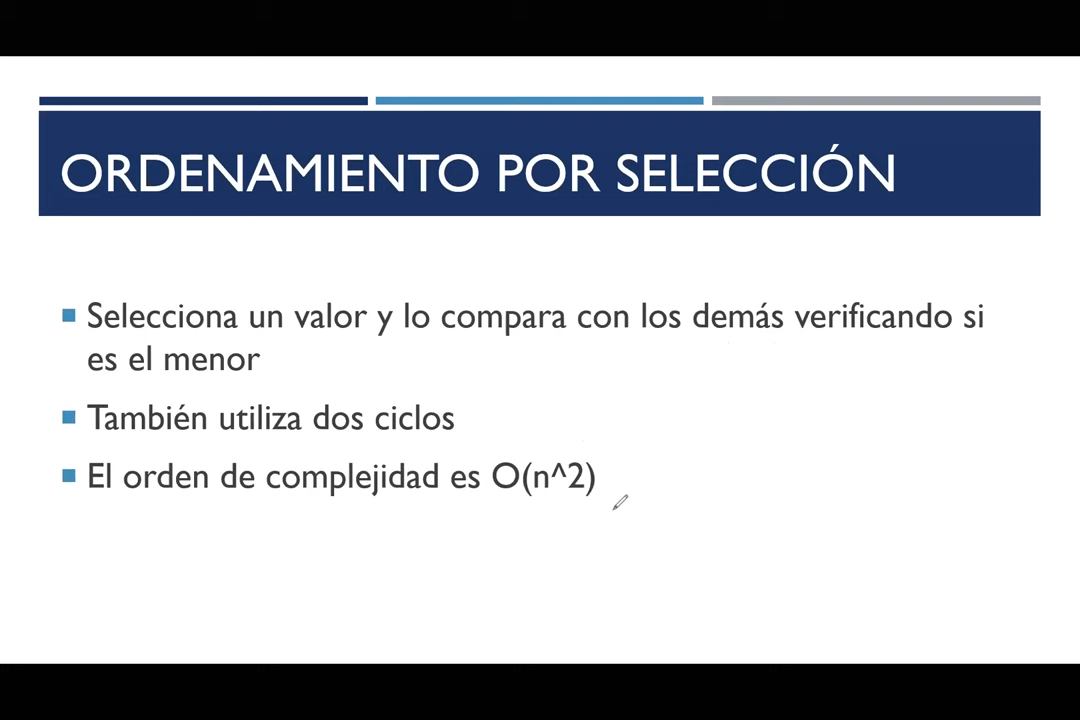 ORDENAMIENTO POR SELECCIÓN
Selecciona un valor y lo compara con los demás verificando si
es el menor
También utiliza dos ciclos
El orden de complejidad es O(n^2)